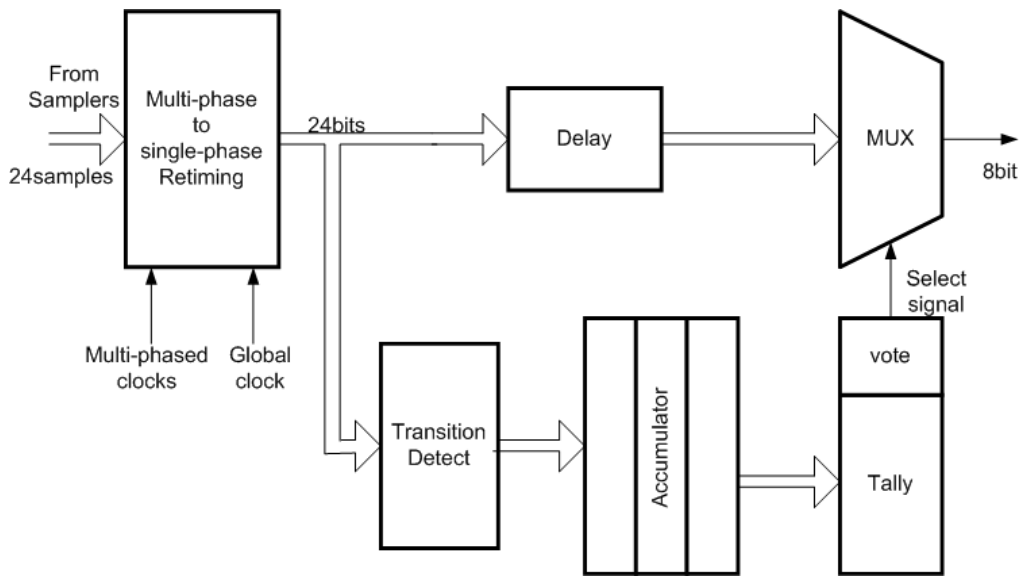 From
Samplers
24samples
Multi-phase
to
single-phase
Retiming
24bits
Delay
MUX
8bit
Select
signal
Multi-phased
clocks
Global
clock
Transition
Detect
Accumulator
vote
Tally